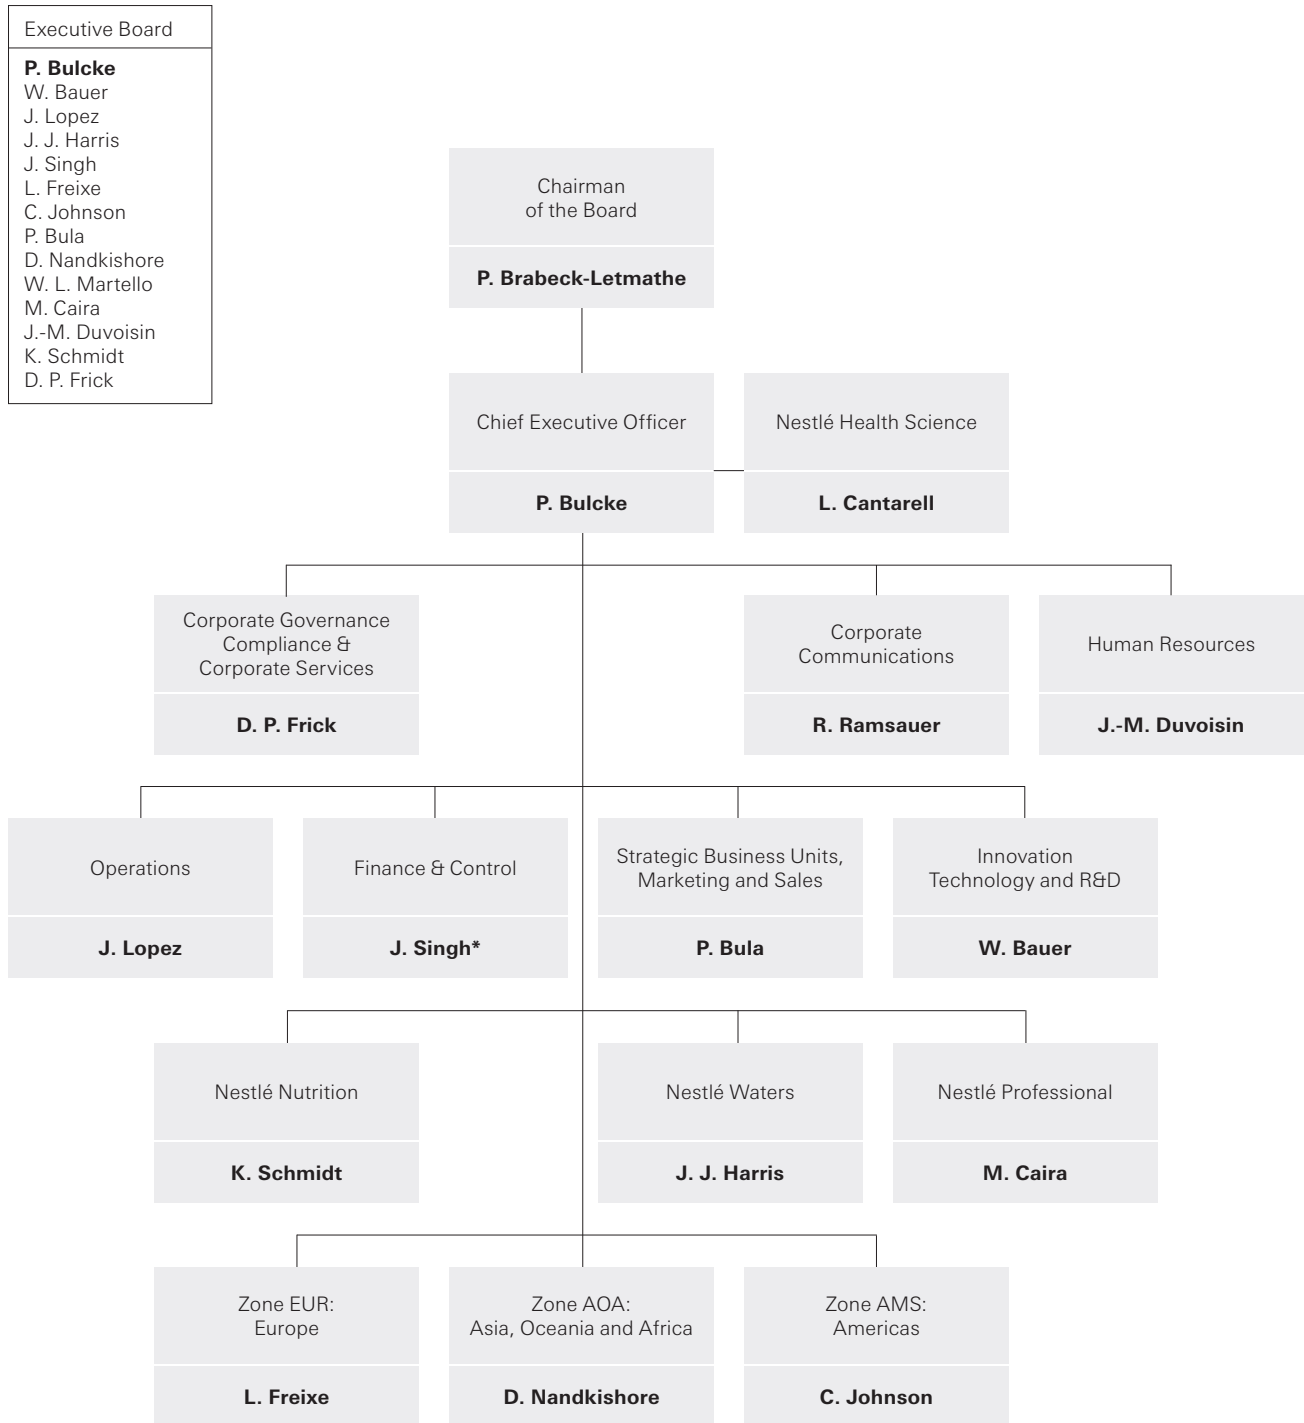 Executive Board
P. Bulcke
W. Bauer
J. Lopez
J. J. Harris
J. Singh
L. Freixe
C. Johnson
P. Bula
D. Nandkishore
W. L. Martello
M. Caira
J.-M. Duvoisin
K. Schmidt
D. P. Frick
Chairman
of the Board
P. Brabeck-Letmathe
Chief Executive Officer
P. Bulcke
Nestlé Health Science
L. Cantarell
Corporate Governance
Compliance &
Corporate Services
D. P. Frick
Corporate
Communications
R. Ramsauer
Human Resources
J.-M. Duvoisin
Operations
J. Lopez
Finance & Control
J. Singh*
Strategic Business Units,
Marketing and Sales
P. Bula
Innovation
Technology and R&D
W. Bauer
Nestlé Nutrition
K. Schmidt
Nestlé Waters
J. J. Harris
Nestlé Professional
M. Caira
Zone EUR:
Europe
L. Freixe
Zone AOA:
Asia, Oceania and Africa
D. Nandkishore
Zone AMS:
Americas
C. Johnson